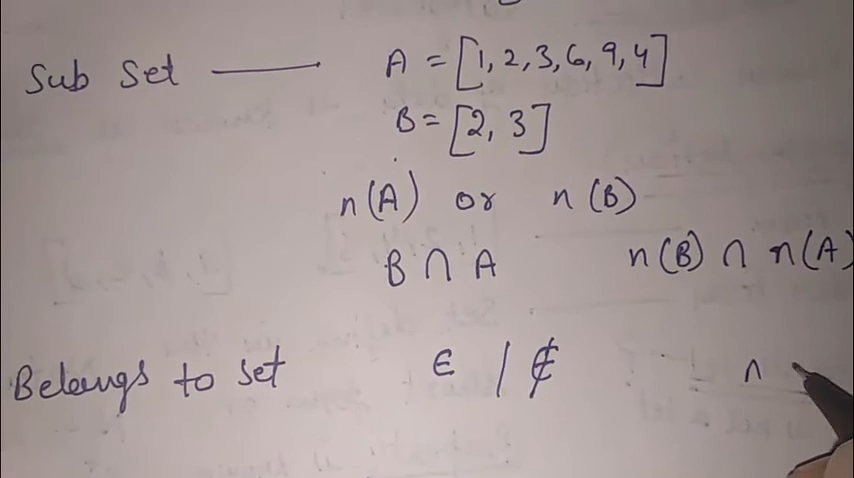 Sub Set —— A = [1, 2, 3, 6, 9, 4]
B = [2, 3]
n(A) or n(B)
B ∩ A n(B) ∩ n(A)
Belongs to set ∈ / ∉ n